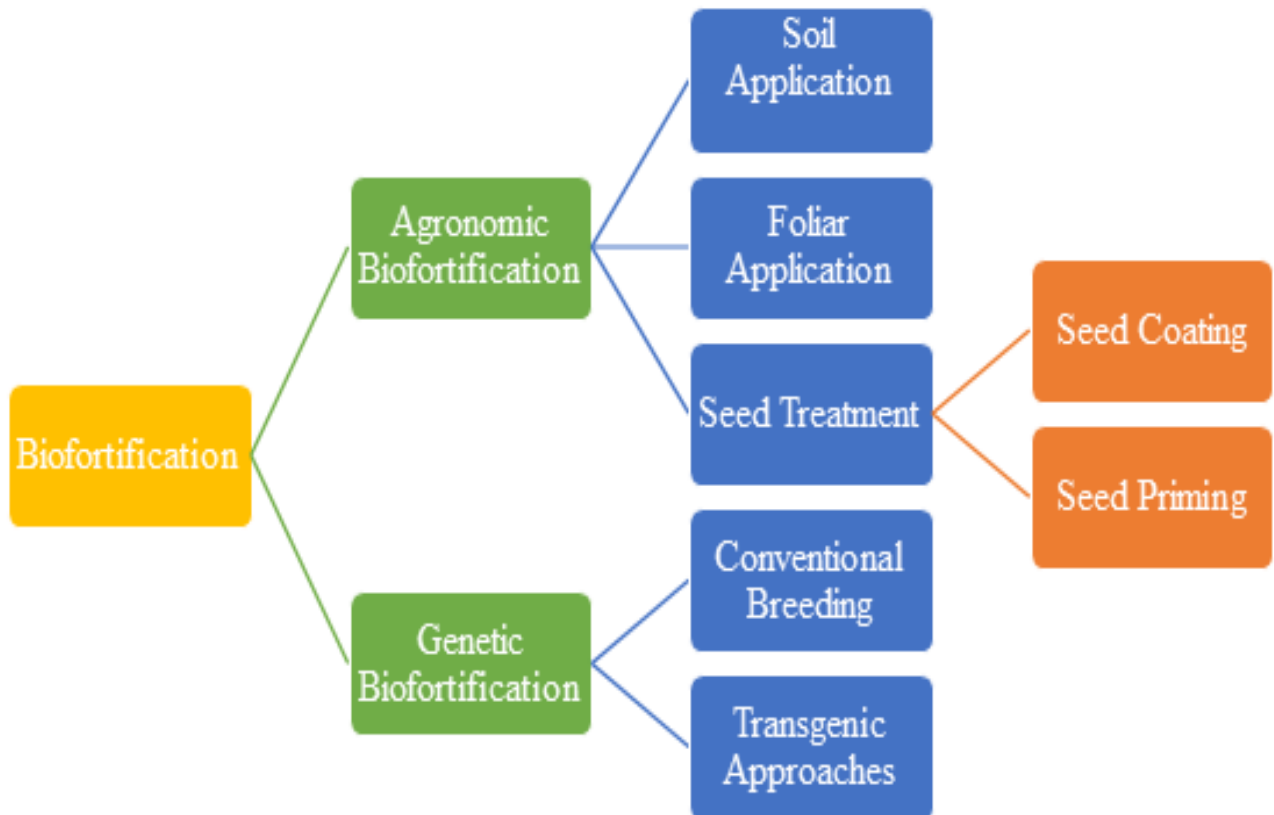 Biofortification
Agronomic
Biofortification
Genetic
Biofortification
Soil
Application
Foliar
Application
Seed Treatment
Conventional
Breeding
Transgenic
Approaches
Seed Coating
Seed Priming